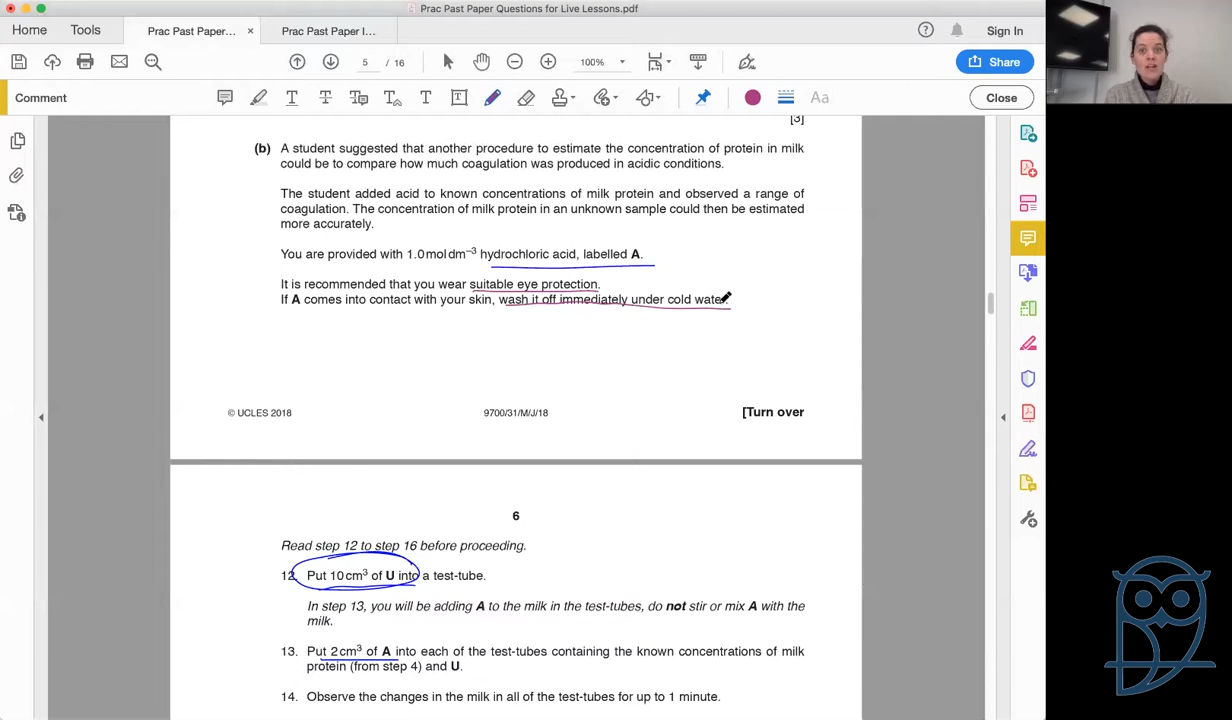 Prac Past Paper Questions for Live Lessons.pdf
Home Tools Prac Past Paper... × Prac Past Paper I... Sign In
5 / 16 100% Share
Comment Aa Close
[3]
(b) A student suggested that another procedure to estimate the concentration of protein in milk
could be to compare how much coagulation was produced in acidic conditions.
The student added acid to known concentrations of milk protein and observed a range of
coagulation. The concentration of milk protein in an unknown sample could then be estimated
more accurately.
You are provided with 1.0 mol dm⁻³ hydrochloric acid, labelled A.
It is recommended that you wear suitable eye protection.
If A comes into contact with your skin, wash it off immediately under cold water.
© UCLES 2018 9700/31/M/J/18 [Turn over
6
Read step 12 to step 16 before proceeding.
12. Put 10 cm³ of U into a test-tube.
In step 13, you will be adding A to the milk in the test-tubes, do not stir or mix A with the
milk.
13. Put 2 cm³ of A into each of the test-tubes containing the known concentrations of milk
protein (from step 4) and U.
14. Observe the changes in the milk in all of the test-tubes for up to 1 minute.